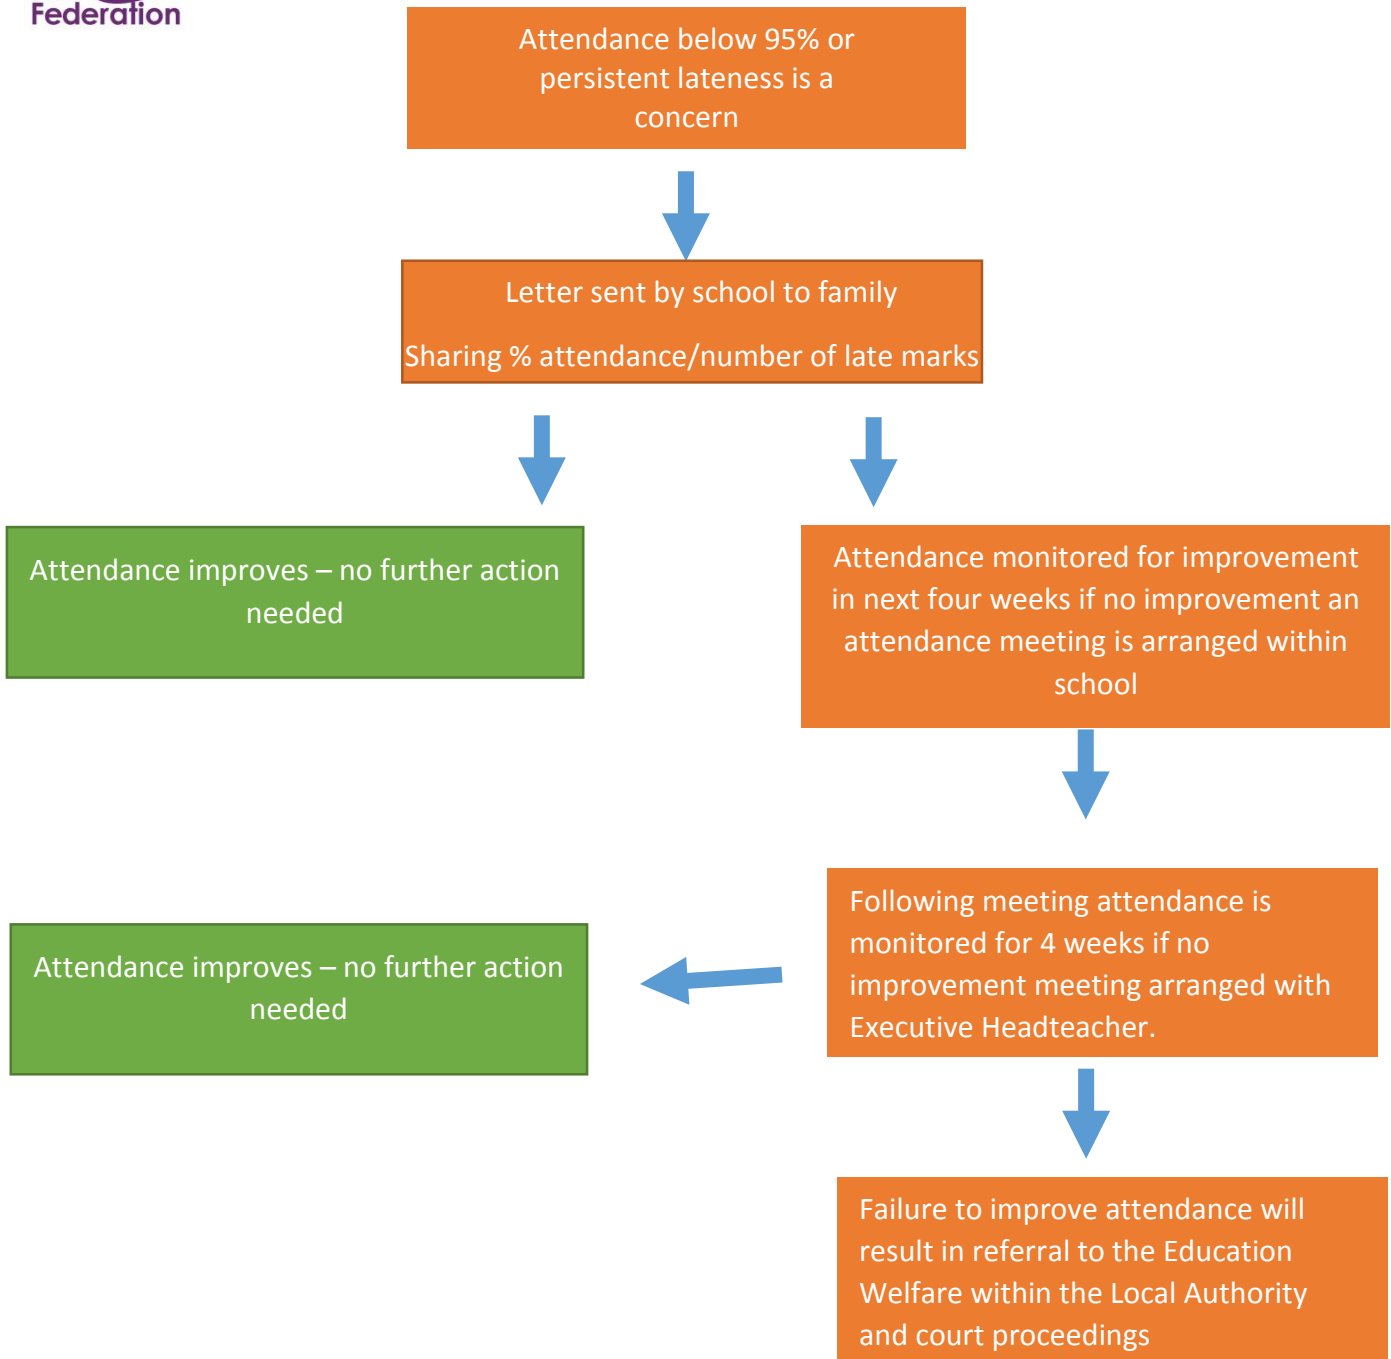 Federation
Attendance below 95% or
persistent lateness is a
concern
Letter sent by school to family
Sharing % attendance/number of late marks
Attendance improves – no further action
needed
Attendance monitored for improvement
in next four weeks if no improvement an
attendance meeting is arranged within
school
Following meeting attendance is
monitored for 4 weeks if no
improvement meeting arranged with
Executive Headteacher.
Attendance improves – no further action
needed
Failure to improve attendance will
result in referral to the Education
Welfare within the Local Authority
and court proceedings